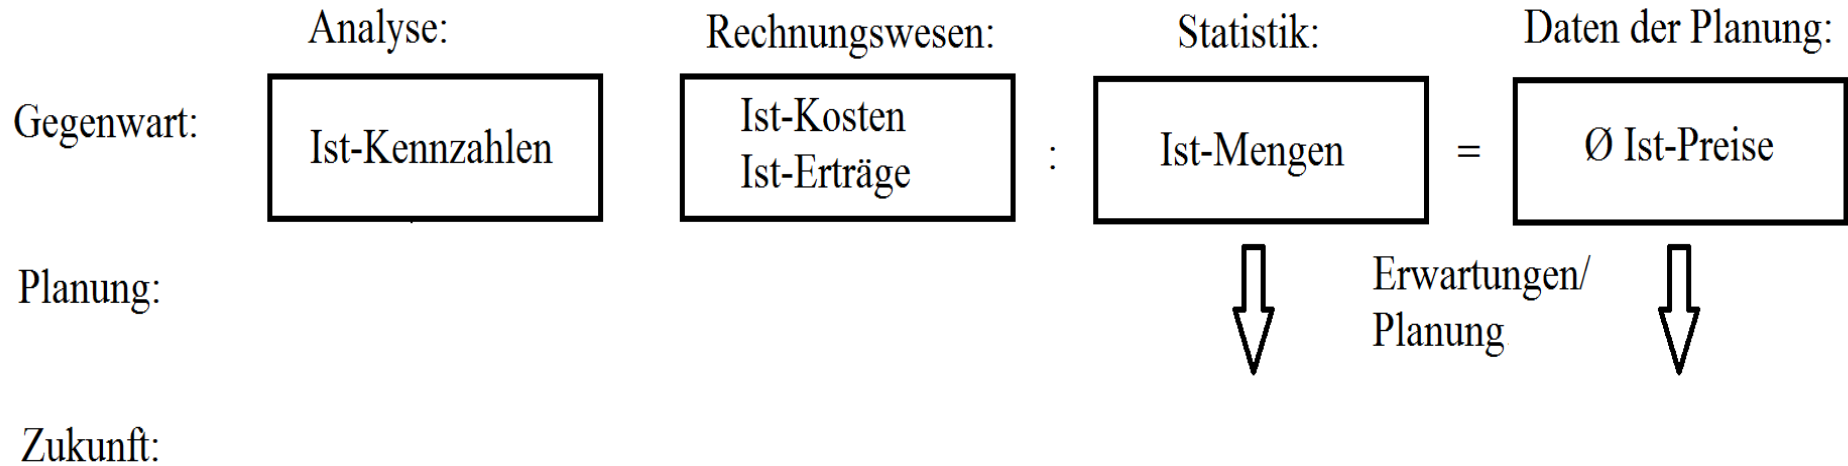 Analyse:
Rechnungswesen:
Statistik:
Daten der Planung:
Gegenwart:
Ist-Kennzahlen
Ist-Kosten
Ist-Erträge
:
Ist-Mengen
=
Ø Ist-Preise
Planung:
Erwartungen/
Planung
Zukunft: